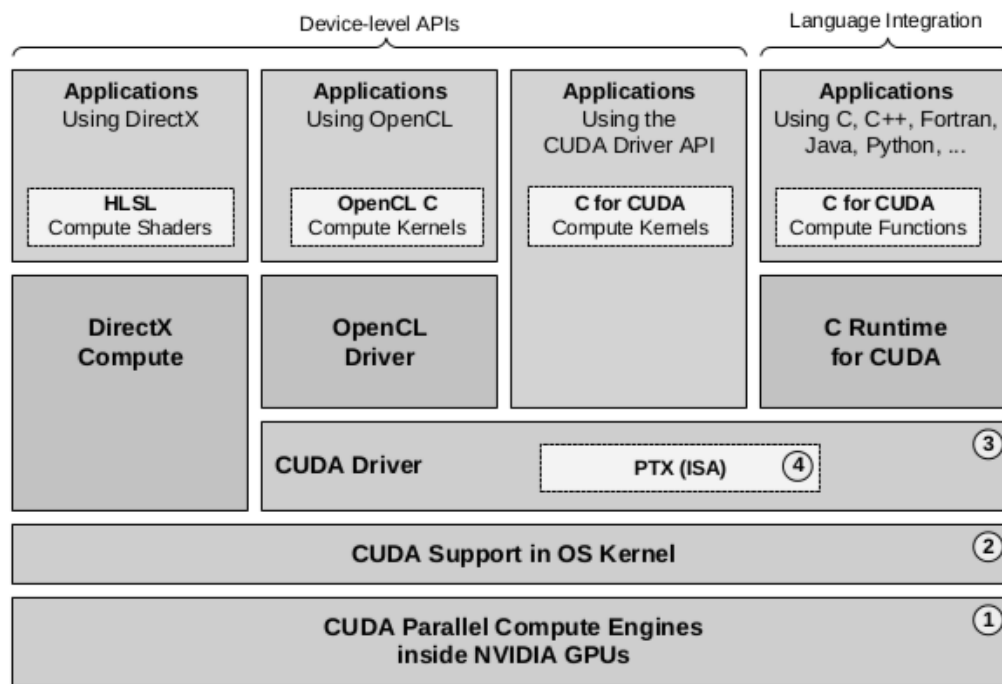 Device-level APIs
Language Integration
Applications
Using DirectX
HLSL
Compute Shaders
Applications
Using OpenCL
OpenCL C
Compute Kernels
Applications
Using the
CUDA Driver API
C for CUDA
Compute Kernels
Applications
Using C, C++, Fortran,
Java, Python, ...
C for CUDA
Compute Functions
DirectX
Compute
OpenCL
Driver
C Runtime
for CUDA
CUDA Driver
PTX (ISA)
4
3
CUDA Support in OS Kernel
2
CUDA Parallel Compute Engines
inside NVIDIA GPUs
1